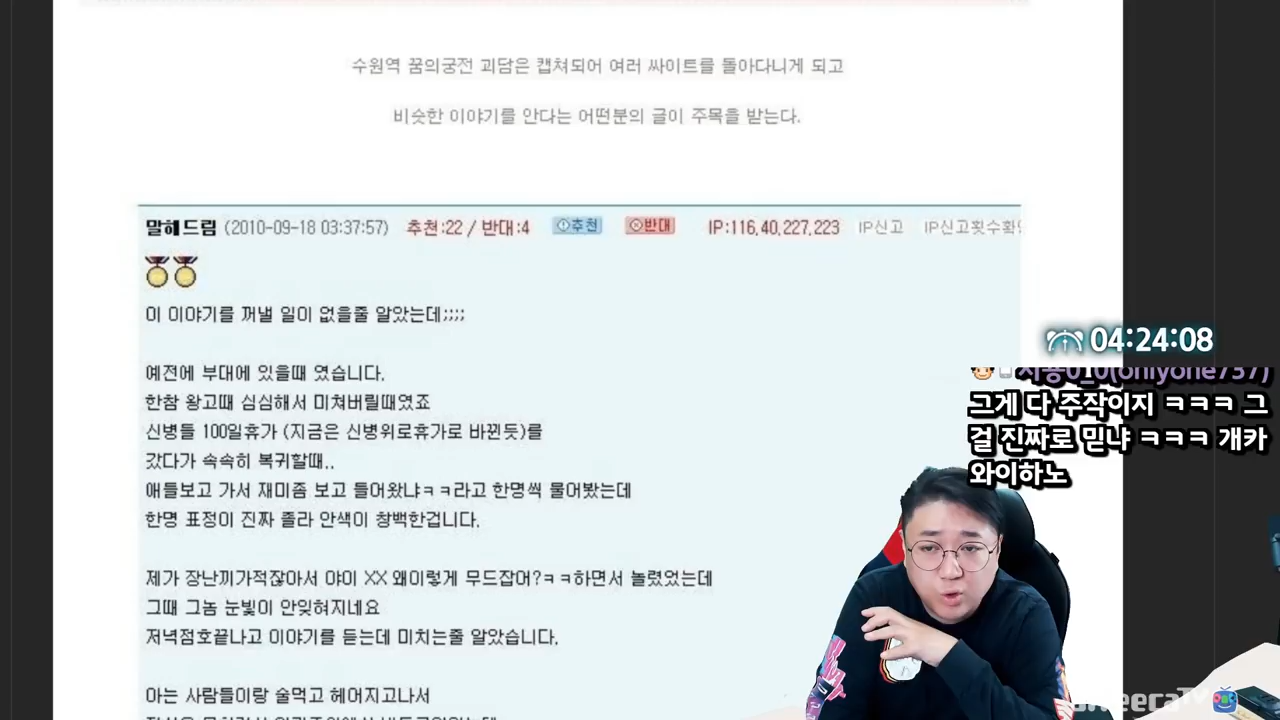 수원역 꿈의궁전 괴담은 캡쳐되어 여러 싸이트를 돌아다니게 되고
비슷한 이야기를 안다는 어떤분의 글이 주목을 받는다.
말해드림 (2010-09-18 03:37:57) 추천:22 / 반대:4 추천 반대 IP:116,40,227,223 IP신고 IP신고횟수확인
이 이야기를 꺼낼 일이 없을줄 알았는데;;;;
예전에 부대에 있을때 였습니다.
한참 왕고때 심심해서 미쳐버릴때였죠
신병들 100일휴가 (지금은 신병위로휴가로 바뀐듯)를
갔다가 속속히 복귀할때..
애들보고 가서 재미좀 보고 들어왔냐ㅋㅋ라고 한명씩 물어봤는데
한명 표정이 진짜 졸라 안색이 창백한겁니다.
제가 장난끼가적잖아서 야이 XX 왜이렇게 무드잡어?ㅋㅋ하면서 놀렸었는데
그때 그놈 눈빛이 안잊혀지네요
저녁점호끝나고 이야기를 듣는데 미치는줄 알았습니다.
아는 사람들이랑 술먹고 헤어지고나서
04:24:08
(onlyone737)
그게 다 주작이지 ㅋㅋㅋ 그
걸 진짜로 믿냐 ㅋㅋㅋ 개카
와이하노